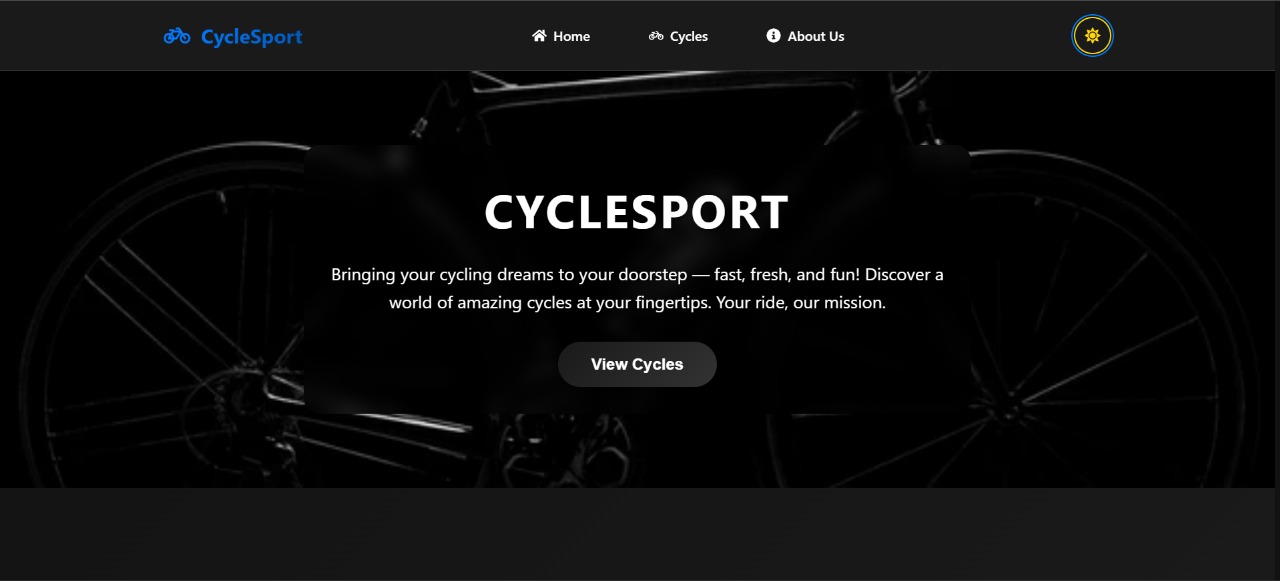 CycleSport
Home
Cycles
About Us
CYCLESPORT
Bringing your cycling dreams to your doorstep — fast, fresh, and fun! Discover a
world of amazing cycles at your fingertips. Your ride, our mission.
View Cycles